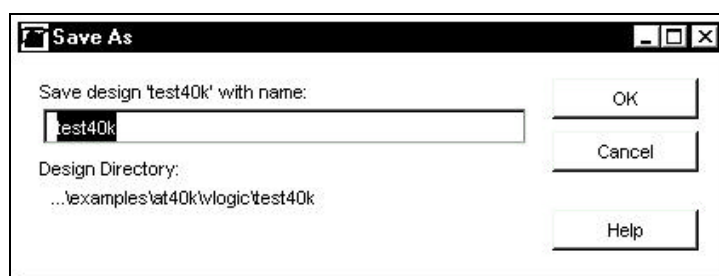 Save As
Save design 'test40k' with name:
OK
test40k
Cancel
Design Directory:
...\examples\at40k\vlogic\test40k
Help